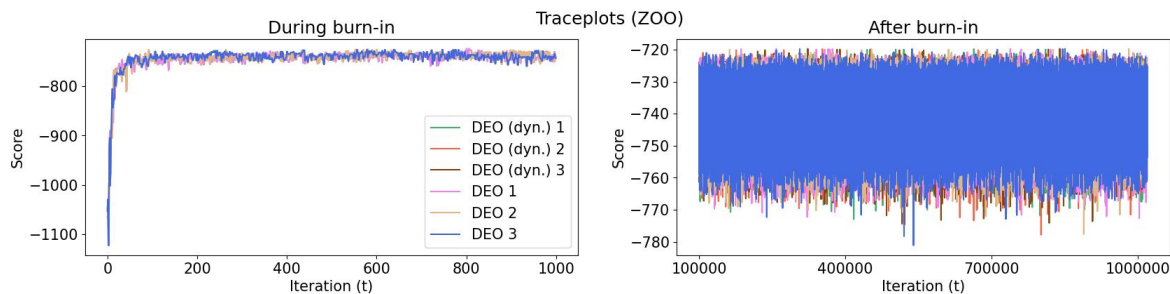 Traceplots (ZOO)
During burn-in
Score
−800
−900
−1000
−1100
0 200 400 600 800 1000
Iteration (t)
DEO (dyn.) 1
DEO (dyn.) 2
DEO (dyn.) 3
DEO 1
DEO 2
DEO 3
After burn-in
Score
−720
−730
−740
−750
−760
−770
−780
100000 400000 700000 1000000
Iteration (t)